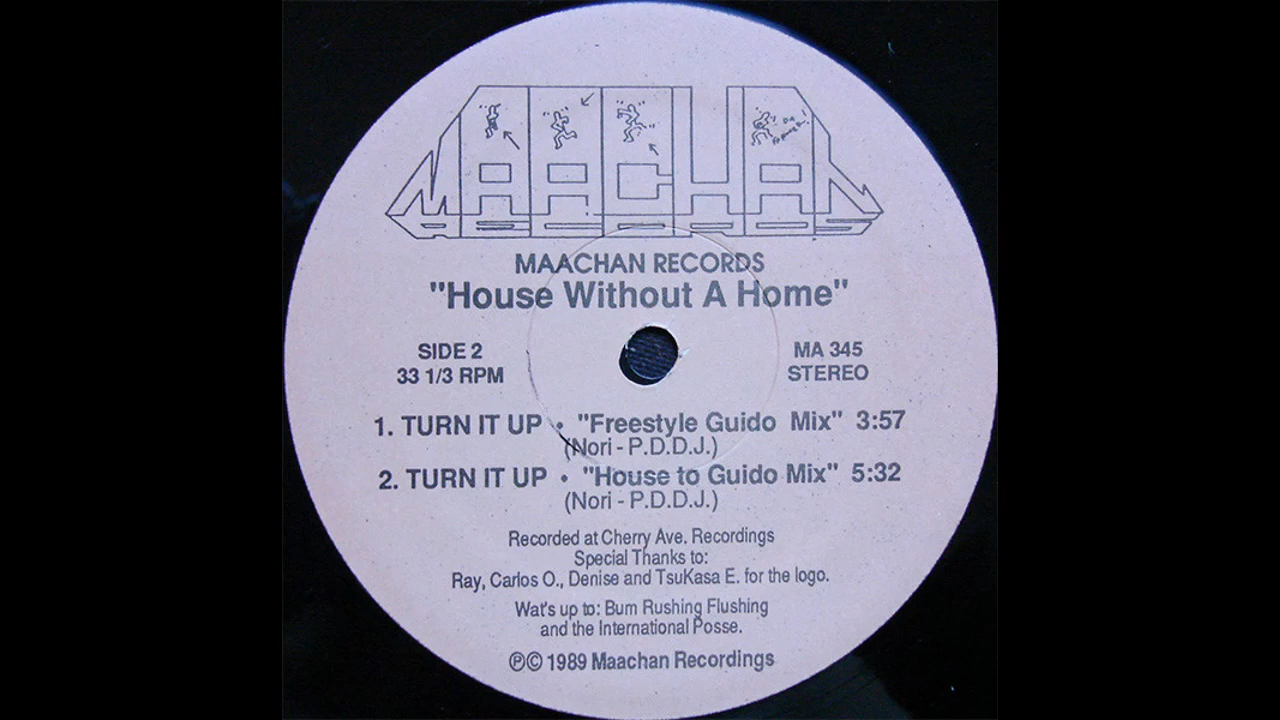 MAACHAN
MAACHAN RECORDS
"House Without A Home"
SIDE 2
33 1/3 RPM
MA 345
STEREO
1. TURN IT UP • "Freestyle Guido Mix" 3:57
(Nori - P.D.D.J.)
2. TURN IT UP • "House to Guido Mix" 5:32
(Nori - P.D.D.J.)
Recorded at Cherry Ave. Recordings
Special Thanks to:
Ray, Carlos O., Denise and TsuKasa E. for the logo.
Wat's up to: Bum Rushing Flushing
and the International Posse.
℗© 1989 Maachan Recordings